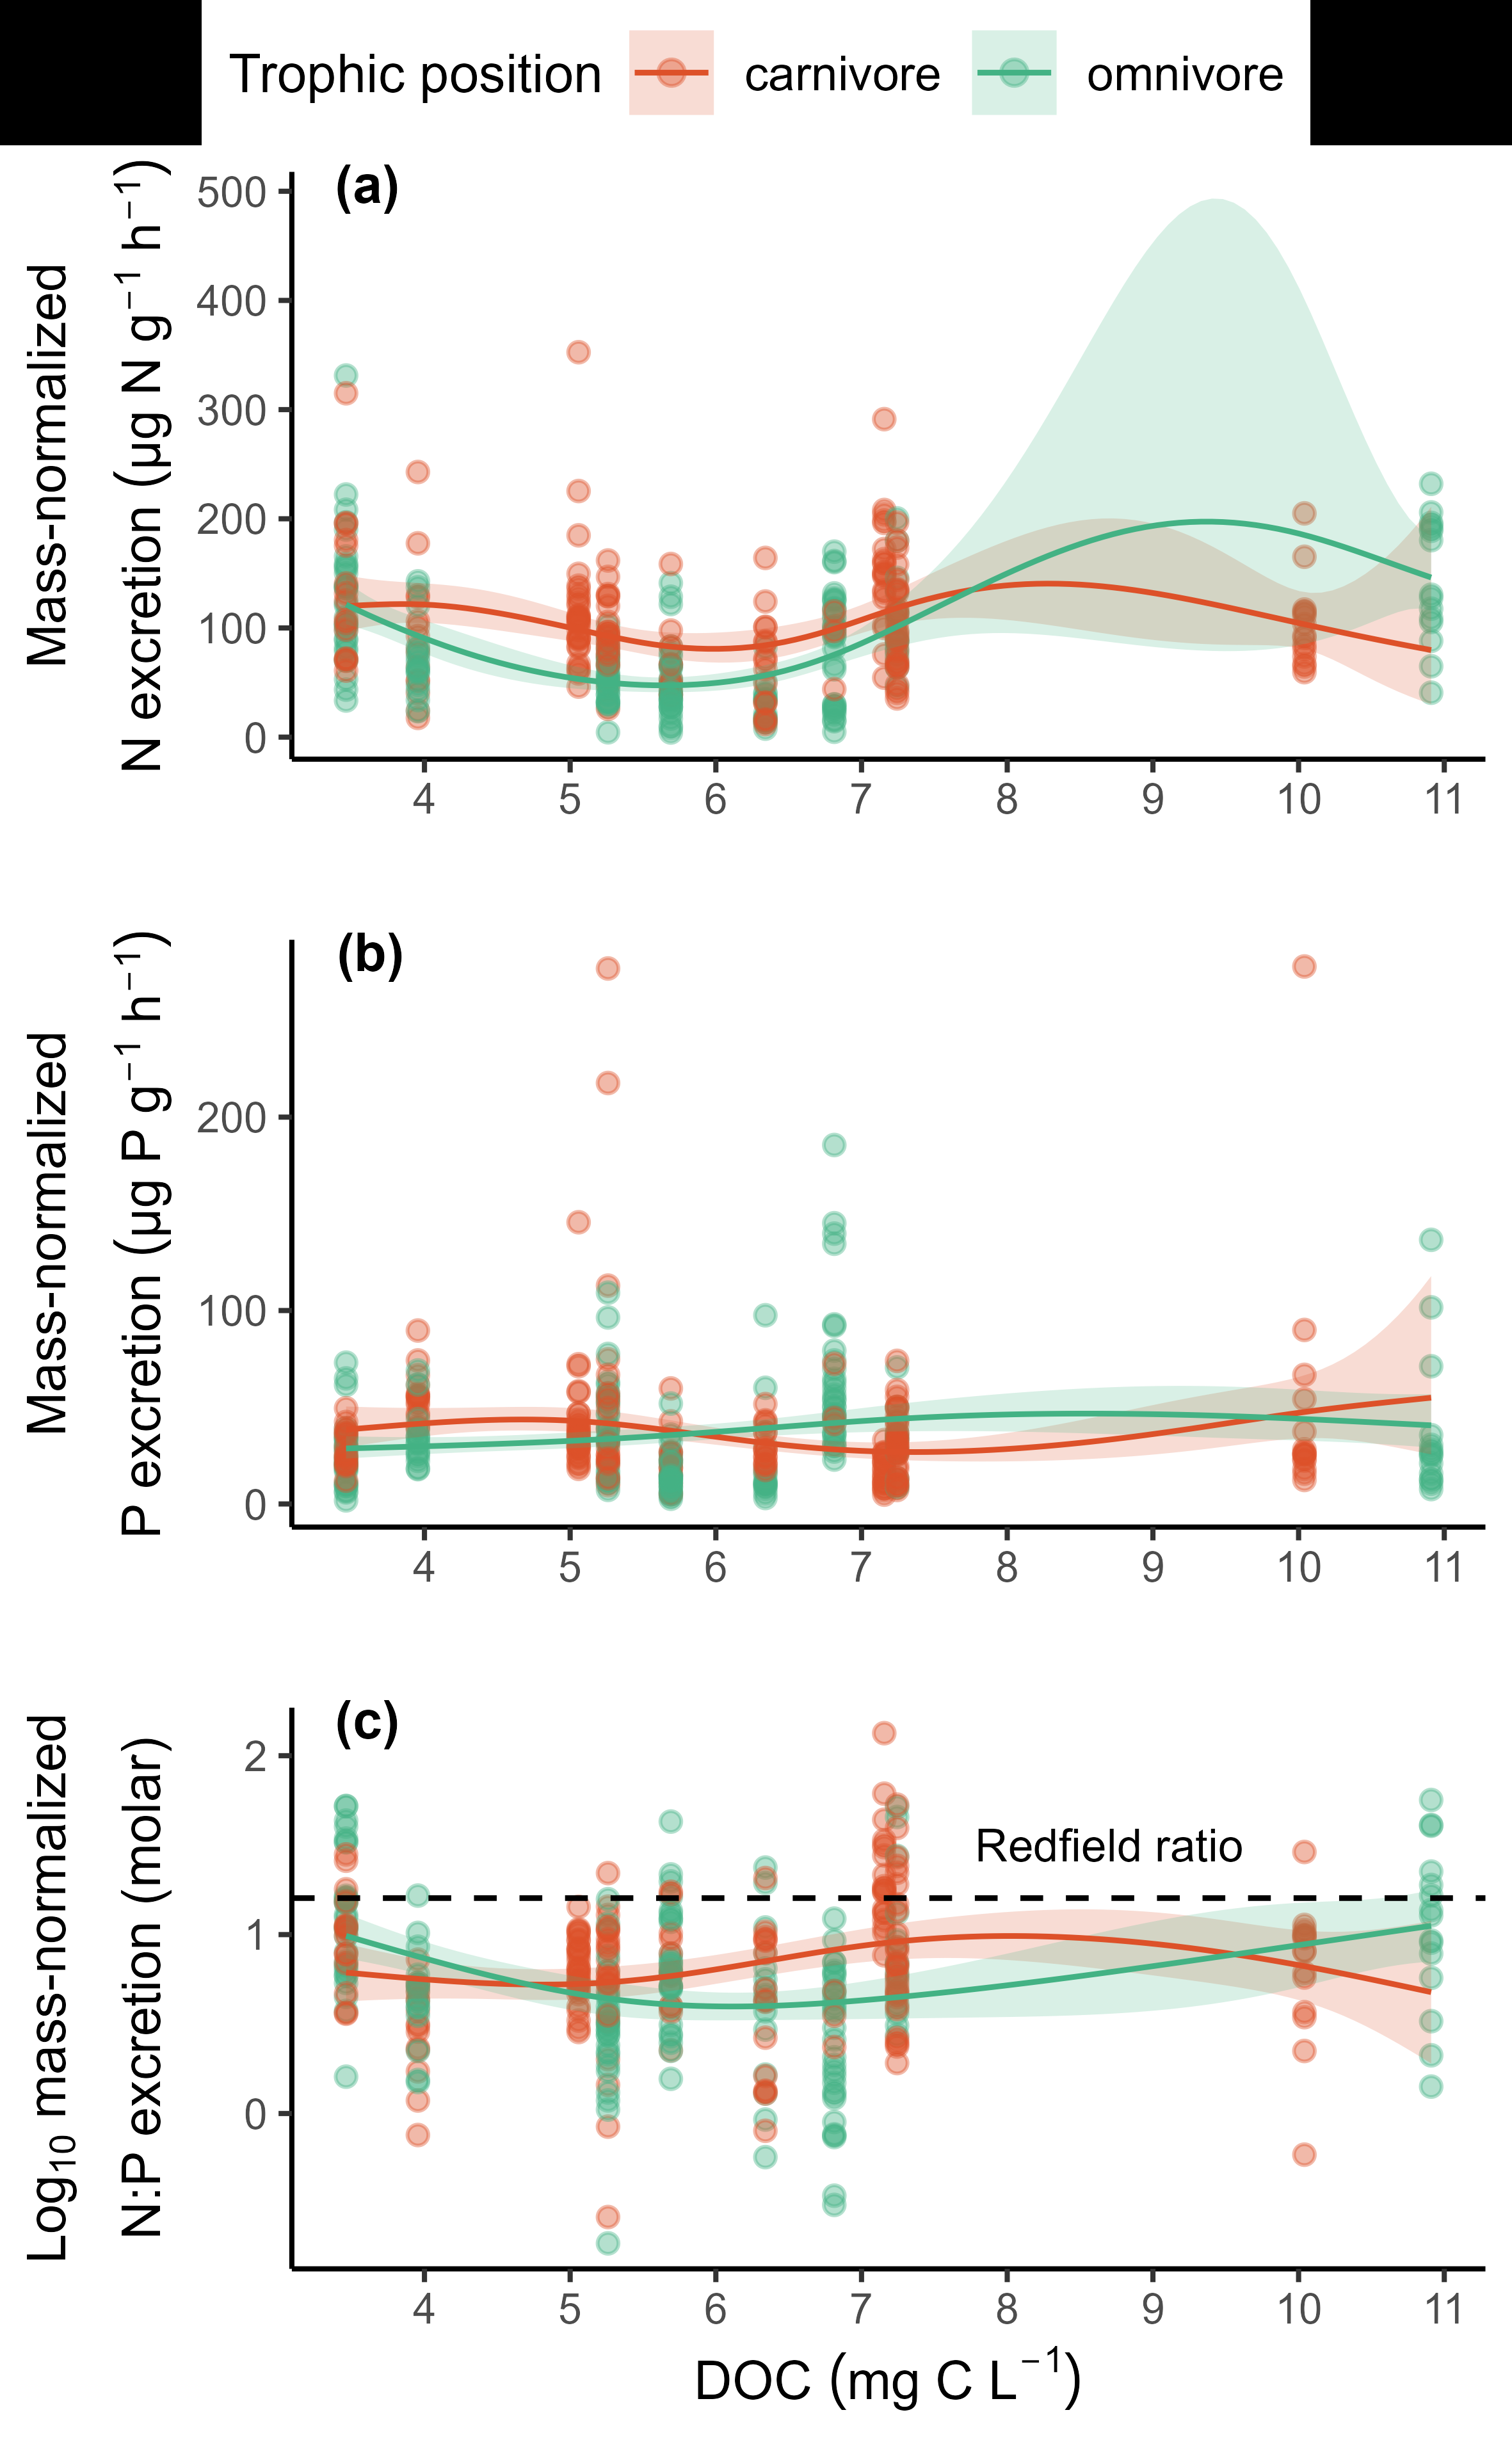 Trophic position carnivore omnivore
(a)
Mass-normalized
N excretion (µg N g⁻¹ h⁻¹)
500
400
300
200
100
0
4 5 6 7 8 9 10 11
(b)
Mass-normalized
P excretion (µg P g⁻¹ h⁻¹)
200
100
0
4 5 6 7 8 9 10 11
(c)
Log₁₀ mass-normalized
N:P excretion (molar)
2
1
0
Redfield ratio
4 5 6 7 8 9 10 11
DOC (mg C L⁻¹)